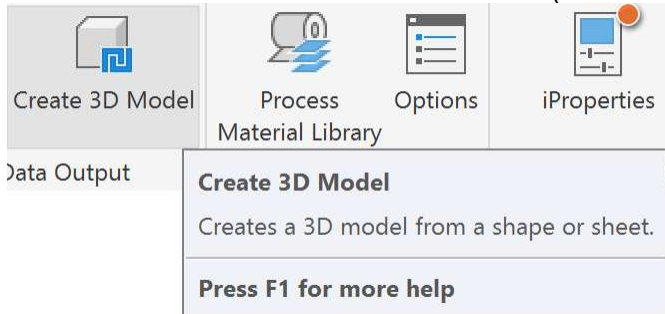 Create 3D Model
Process
Material Library
Options
iProperties
Data Output
Create 3D Model
Creates a 3D model from a shape or sheet.
Press F1 for more help